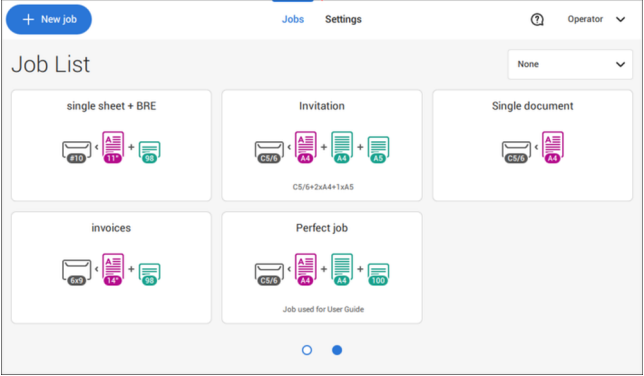 + New job
Jobs
Settings
Operator
Job List
None
single sheet + BRE
#10 < A 11" + 98
Invitation
C5/6 < A A4 + A4 + A5
C5/6+2xA4+1xA5
Single document
C5/6 < A A4
invoices
6x9 < A 14" + 98
Perfect job
C5/6 < A A4 + A4 + 100
Job used for User Guide